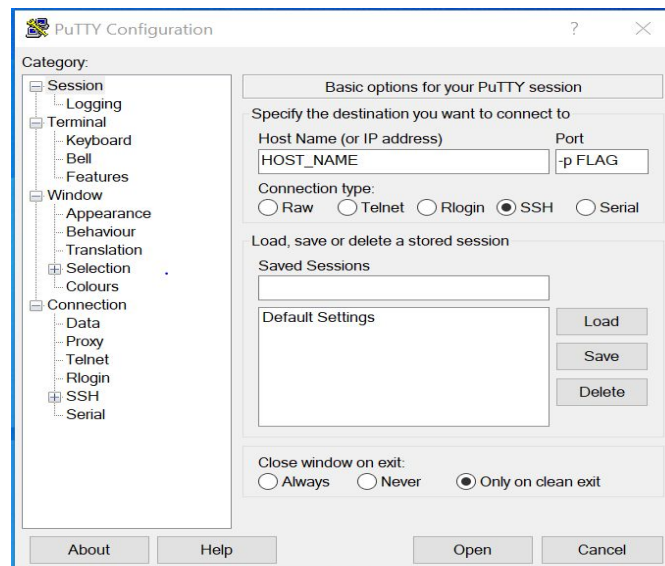 PuTTY Configuration
?
Category:
Session
Logging
Terminal
Keyboard
Bell
Features
Window
Appearance
Behaviour
Translation
Selection
Colours
Connection
Data
Proxy
Telnet
Rlogin
SSH
Serial
Basic options for your PuTTY session
Specify the destination you want to connect to
Host Name (or IP address) Port
HOST_NAME -p FLAG
Connection type:
Raw Telnet Rlogin SSH Serial
Load, save or delete a stored session
Saved Sessions
Default Settings
Load
Save
Delete
Close window on exit:
Always Never Only on clean exit
About Help Open Cancel